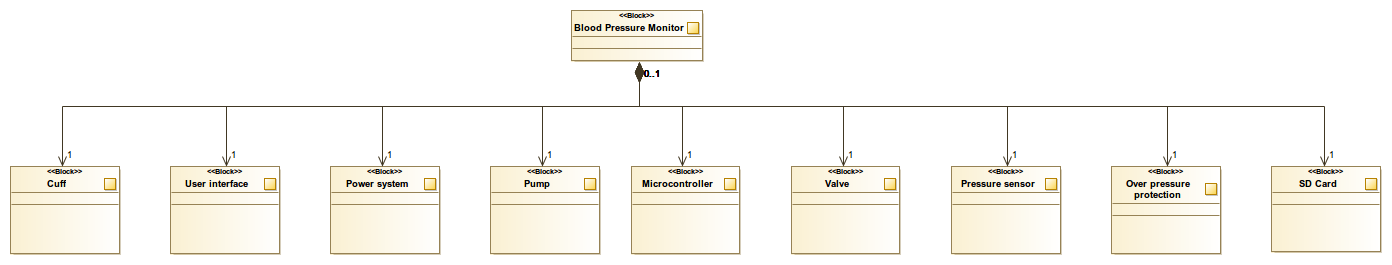 <<Block>>
Blood Pressure Monitor
0..1
1
1
1
1
1
1
1
1
1
<<Block>>
Cuff
<<Block>>
User interface
<<Block>>
Power system
<<Block>>
Pump
<<Block>>
Microcontroller
<<Block>>
Valve
<<Block>>
Pressure sensor
<<Block>>
Over pressure
protection
<<Block>>
SD Card